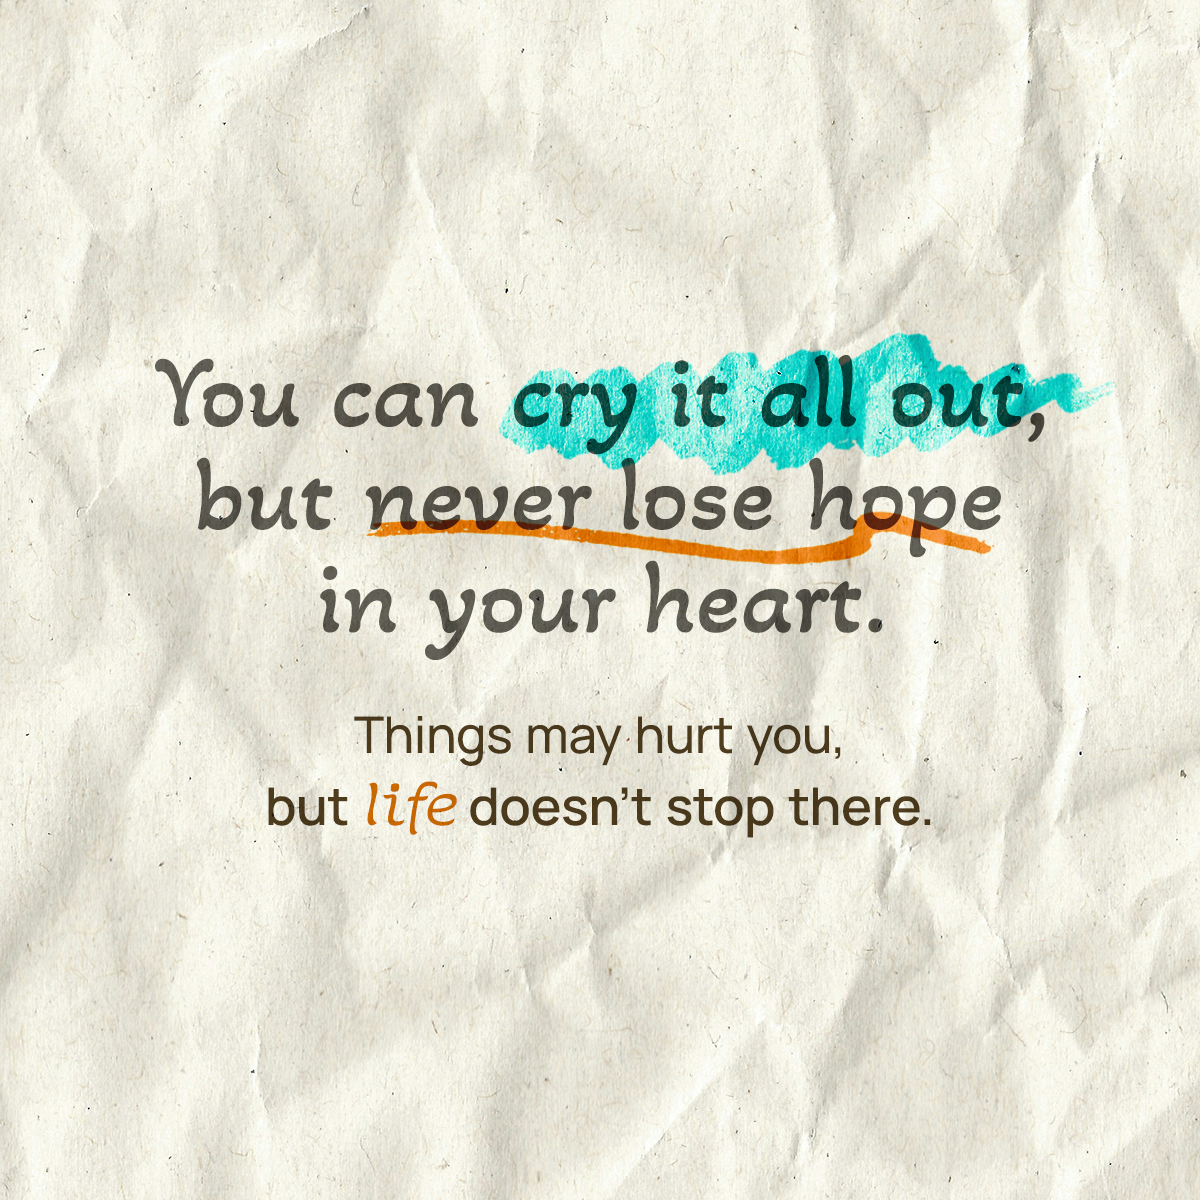 You can cry it all out,
but never lose hope
in your heart.
Things may hurt you,
but life doesn’t stop there.